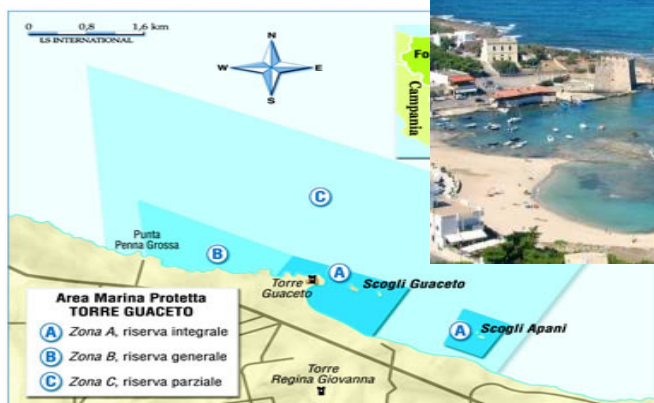 0 0,8 1,6 km
LS INTERNATIONAL
N
W E
S
Fo
Campania
C
Punta
Penna Grossa
B
A
Torre
Guaceto
Scogli Guaceto
A
Scogli Apani
Area Marina Protetta
TORRE GUACETO
A Zona A, riserva integrale
B Zona B, riserva generale
C Zona C, riserva parziale
Torre
Regina Giovanna